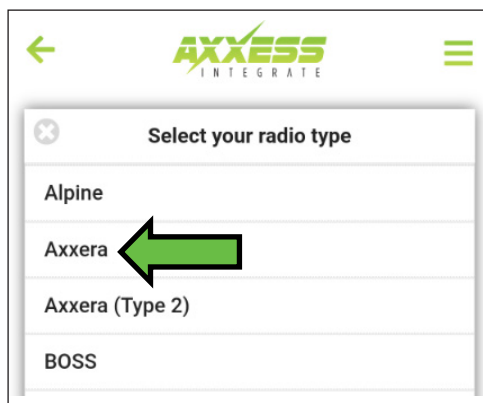 AXXESS
INTEGRATE
Select your radio type
Alpine
Axxera
Axxera (Type 2)
BOSS